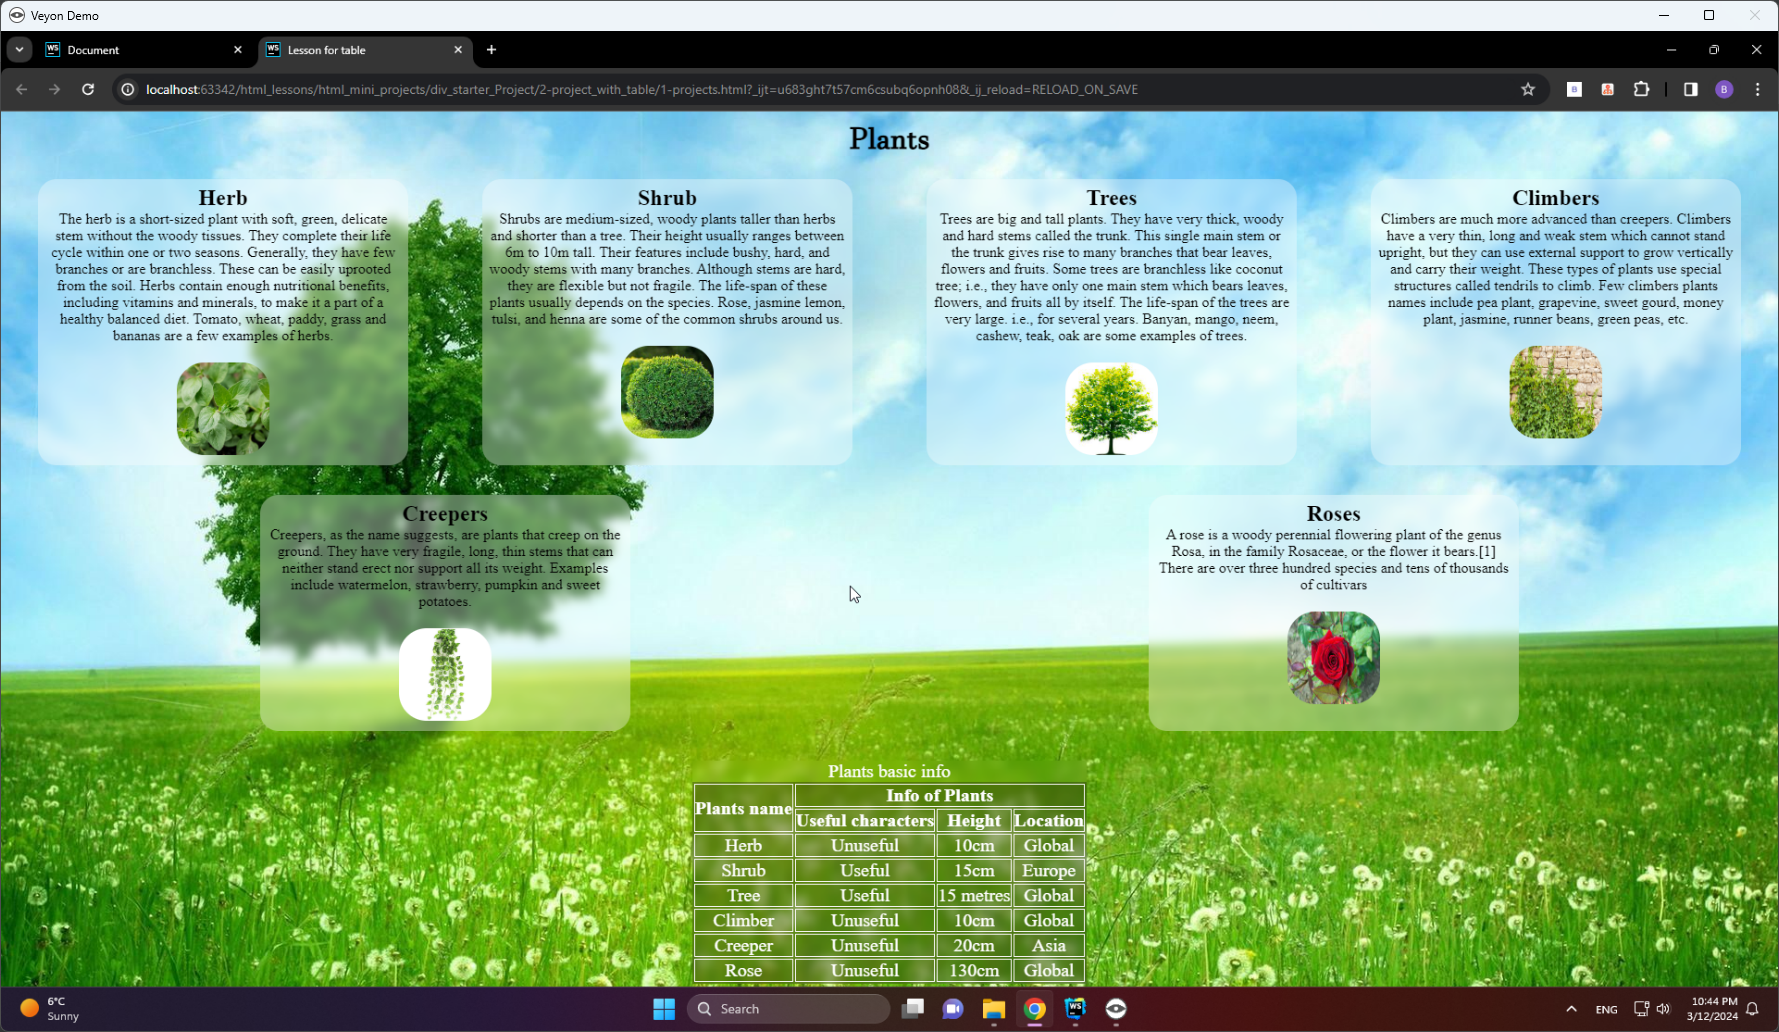 Veyon Demo
Document
Lesson for table
localhost:63342/html_lessons/html_mini_projects/div_starter_Project/2-project_with_table/1-projects.html?_ijt=u683ght7t57cm6csubq6opnh08&_ij_reload=RELOAD_ON_SAVE
Plants
Herb
The herb is a short-sized plant with soft, green, delicate
stem without the woody tissues. They complete their life
cycle within one or two seasons. Generally, they have few
branches or are branchless. These can be easily uprooted
from the soil. Herbs contain enough nutritional benefits,
including vitamins and minerals, to make it a part of a
healthy balanced diet. Tomato, wheat, paddy, grass and
bananas are a few examples of herbs.
Shrub
Shrubs are medium-sized, woody plants taller than herbs
and shorter than a tree. Their height usually ranges between
6m to 10m tall. Their features include bushy, hard, and
woody stems with many branches. Although stems are hard,
they are flexible but not fragile. The life-span of these
plants usually depends on the species. Rose, jasmine lemon,
tulsi, and henna are some of the common shrubs around us.
Trees
Trees are big and tall plants. They have very thick, woody
and hard stems called the trunk. This single main stem or
the trunk gives rise to many branches that bear leaves,
flowers and fruits. Some trees are branchless like coconut
tree; i.e., they have only one main stem which bears leaves,
flowers, and fruits all by itself. The life-span of the trees are
very large. i.e., for several years. Banyan, mango, neem,
cashew, teak, oak are some examples of trees.
Climbers
Climbers are much more advanced than creepers. Climbers
have a very thin, long and weak stem which cannot stand
upright, but they can use external support to grow vertically
and carry their weight. These types of plants use special
structures called tendrils to climb. Few climbers plants
names include pea plant, grapevine, sweet gourd, money
plant, jasmine, runner beans, green peas, etc.
Creepers
Creepers, as the name suggests, are plants that creep on the
ground. They have very fragile, long, thin stems that can
neither stand erect nor support all its weight. Examples
include watermelon, strawberry, pumpkin and sweet
potatoes.
Roses
A rose is a woody perennial flowering plant of the genus
Rosa, in the family Rosaceae, or the flower it bears.[1]
There are over three hundred species and tens of thousands
of cultivars
Plants basic info
Plants name Info of Plants
Useful characters Height Location
Herb Unuseful 10cm Global
Shrub Useful 15cm Europe
Tree Useful 15 metres Global
Climber Unuseful 10cm Global
Creeper Unuseful 20cm Asia
Rose Unuseful 130cm Global
6°C
Sunny
Search
WS
ENG
10:44 PM
3/12/2024